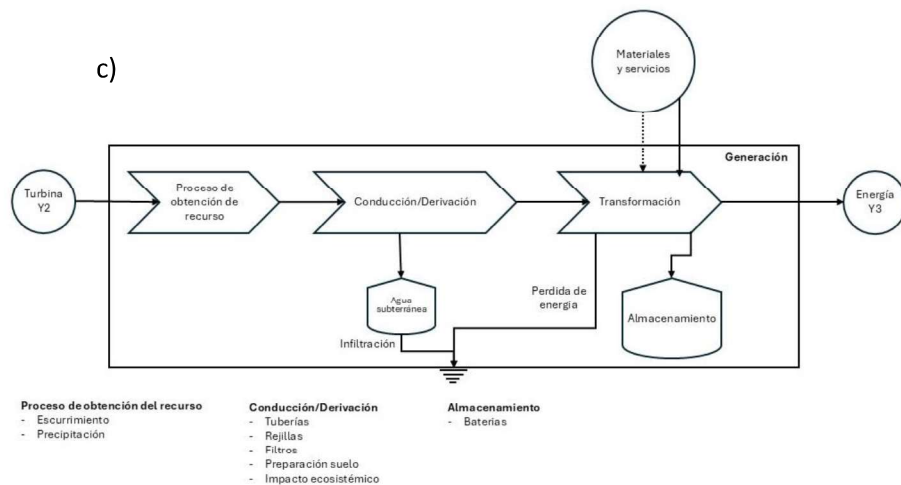 c)
Materiales
y servicios
Generación
Turbina
Y2
Proceso de
obtención de
recurso
Conducción/Derivación
Transformación
Energía
Y3
Agua
subterránea
Perdida de
energia
Almacenamiento
Infiltración
Proceso de obtención del recurso
- Escurrimiento
- Precipitación
Conducción/Derivación
- Tuberías
- Rejillas
- Filtros
- Preparación suelo
- Impacto ecosistémico
Almacenamiento
- Baterias